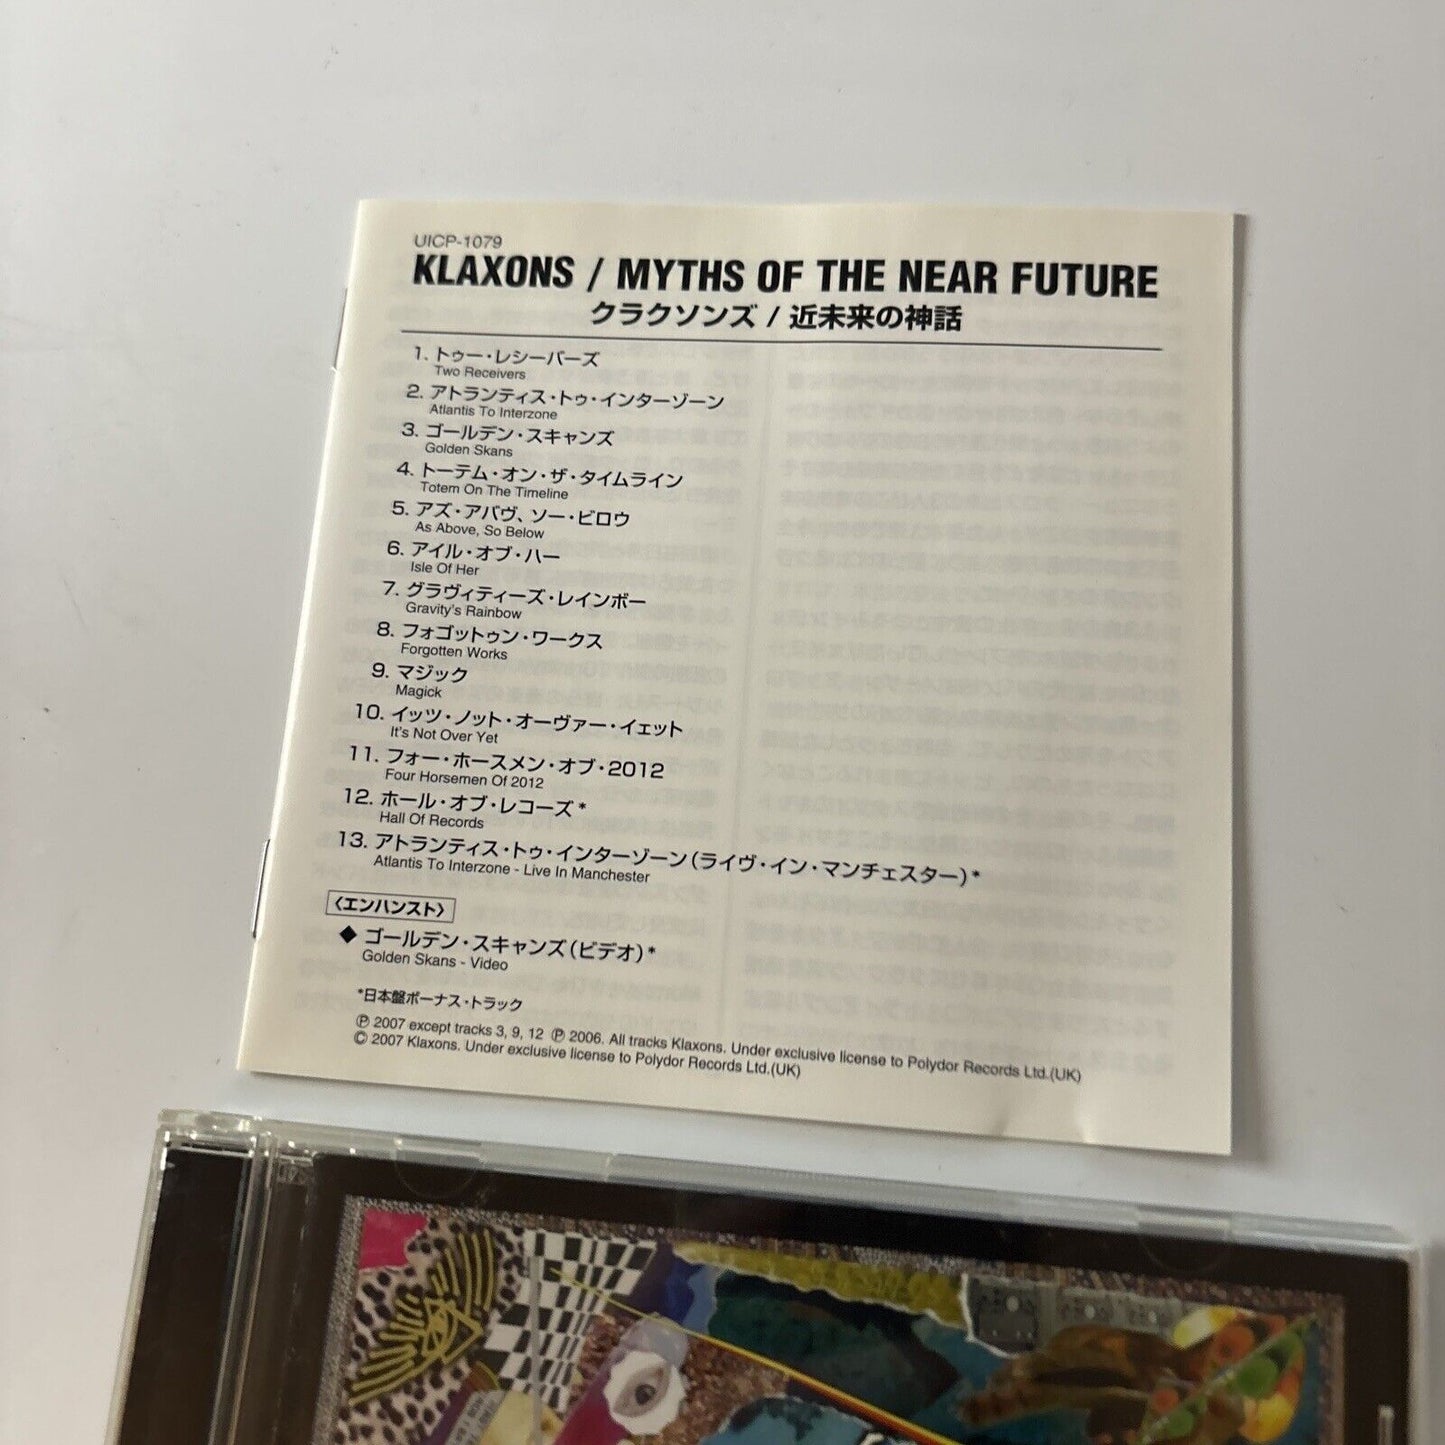 UICP-1079
KLAXONS / MYTHS OF THE NEAR FUTURE
クラクソンズ / 近未来の神話
1. トゥー・レシーバーズ
Two Receivers
2. アトランティス・トゥ・インターゾーン
Atlantis To Interzone
3. ゴールデン・スキャンズ
Golden Skans
4. トーテム・オン・ザ・タイムライン
Totem On The Timeline
5. アズ・アバヴ、ソー・ビロウ
As Above, So Below
6. アイル・オブ・ハー
Isle Of Her
7. グラヴィティーズ・レインボー
Gravity's Rainbow
8. フォゴットゥン・ワークス
Forgotten Works
9. マジック
Magick
10. イッツ・ノット・オーヴァー・イェット
It's Not Over Yet
11. フォー・ホースメン・オブ・2012
Four Horsemen Of 2012
12. ホール・オブ・レコーズ*
Hall Of Records
13. アトランティス・トゥ・インターゾーン(ライヴ・イン・マンチェスター)*
Atlantis To Interzone - Live In Manchester
〈エンハンスト〉
◆ ゴールデン・スキャンズ(ビデオ)*
Golden Skans - Video
*日本盤ボーナス・トラック
℗ 2007 except tracks 3, 9, 12 ℗ 2006. All tracks Klaxons. Under exclusive license to Polydor Records Ltd.(UK)
© 2007 Klaxons. Under exclusive license to Polydor Records Ltd.(UK)